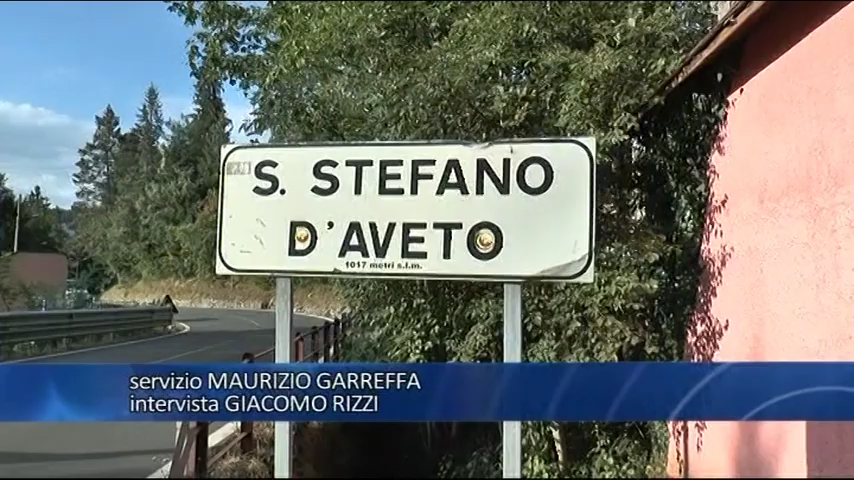 S. STEFANO
D'AVETO
1017 metri s.l.m.
servizio MAURIZIO GARREFFA
intervista GIACOMO RIZZI